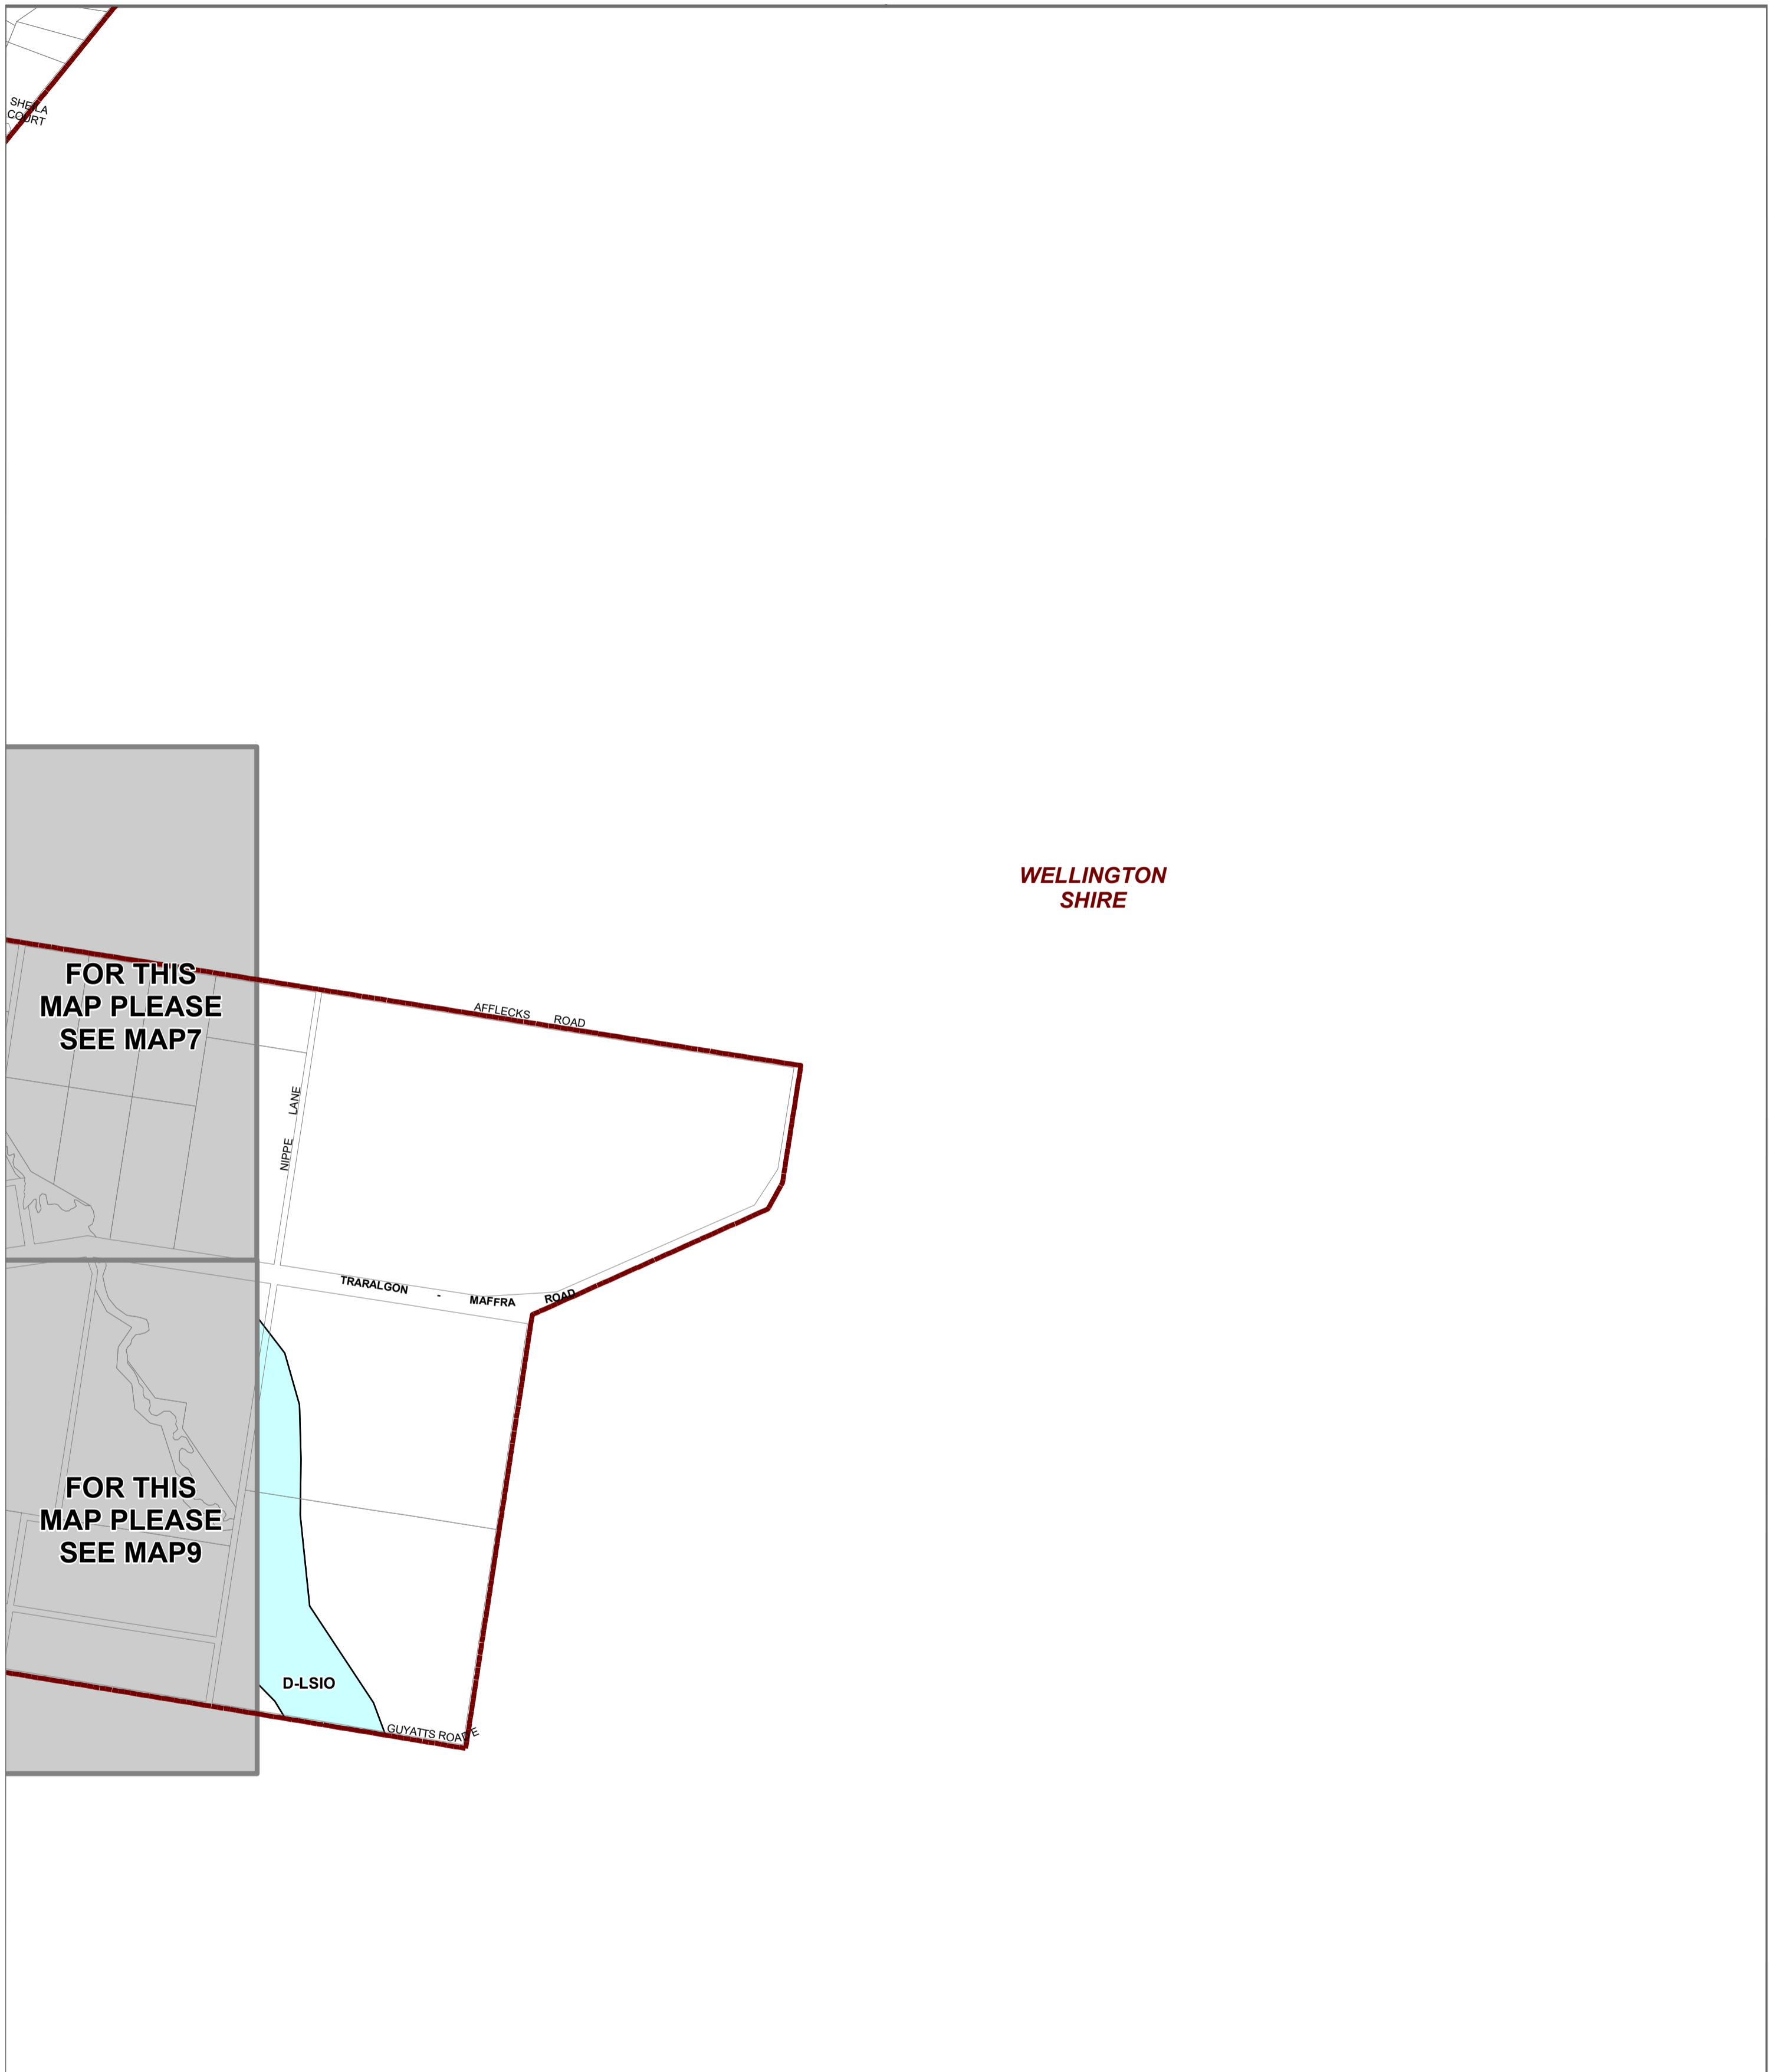 SHEILA
COURT
WELLINGTON
SHIRE
FOR THIS
MAP PLEASE
SEE MAP7
AFFLECKS ROAD
NIPPE LANE
TRARALGON - MAFFRA ROAD
FOR THIS
MAP PLEASE
SEE MAP9
D-LSIO
GUYATTS ROAD E